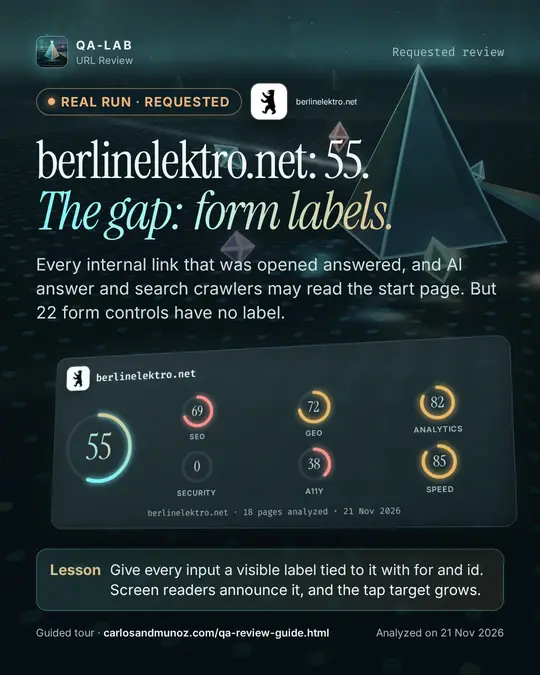 QA-LAB
URL Review
Requested review
REAL RUN · REQUESTED
berlinelektro.net
berlinelektro.net: 55.
The gap: form labels.
Every internal link that was opened answered, and AI
answer and search crawlers may read the start page. But
22 form controls have no label.
berlinelektro.net
55
69
SEO
72
GEO
82
ANALYTICS
0
SECURITY
38
A11Y
85
SPEED
berlinelektro.net · 18 pages analyzed · 21 Nov 2026
Lesson Give every input a visible label tied to it with for and id.
Screen readers announce it, and the tap target grows.
Guided tour · carlosandmunoz.com/qa-review-guide.html
Analyzed on 21 Nov 2026